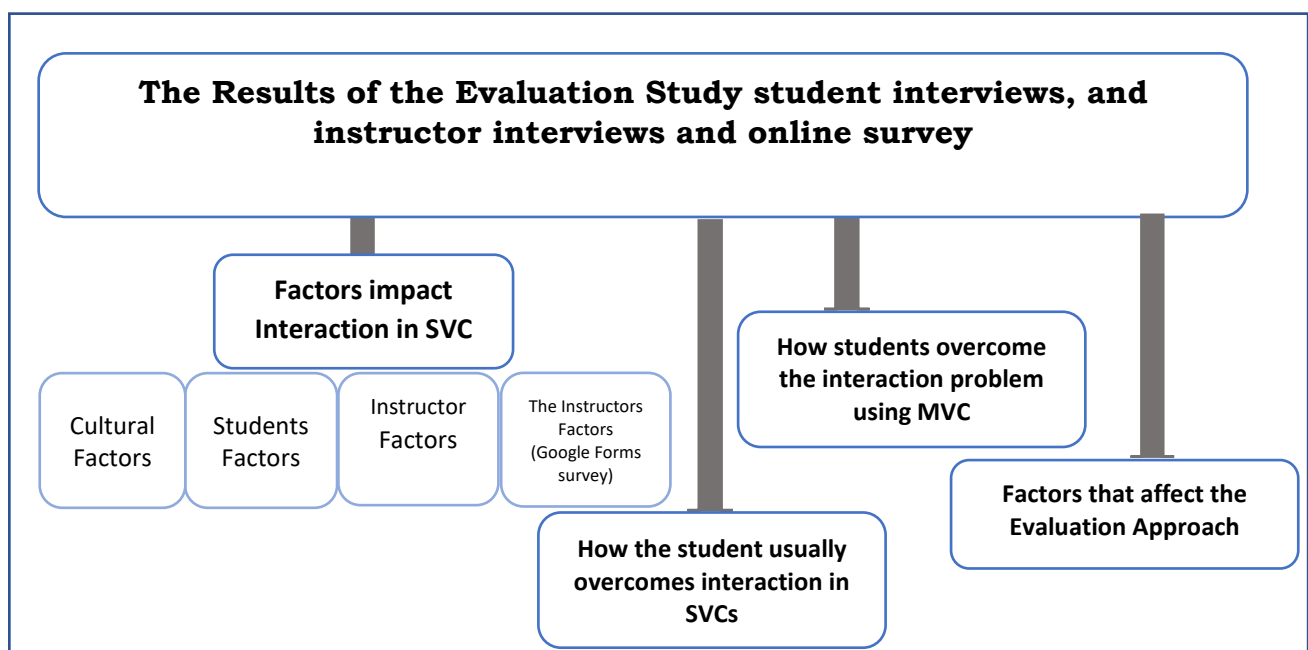 The Results of the Evaluation Study student interviews, and
instructor interviews and online survey
Factors impact
Interaction in SVC
Cultural
Factors
Students
Factors
Instructor
Factors
The Instructors
Factors
(Google Forms
survey)
How the student usually
overcomes interaction in
SVCs
How students overcome
the interaction problem
using MVC
Factors that affect the
Evaluation Approach